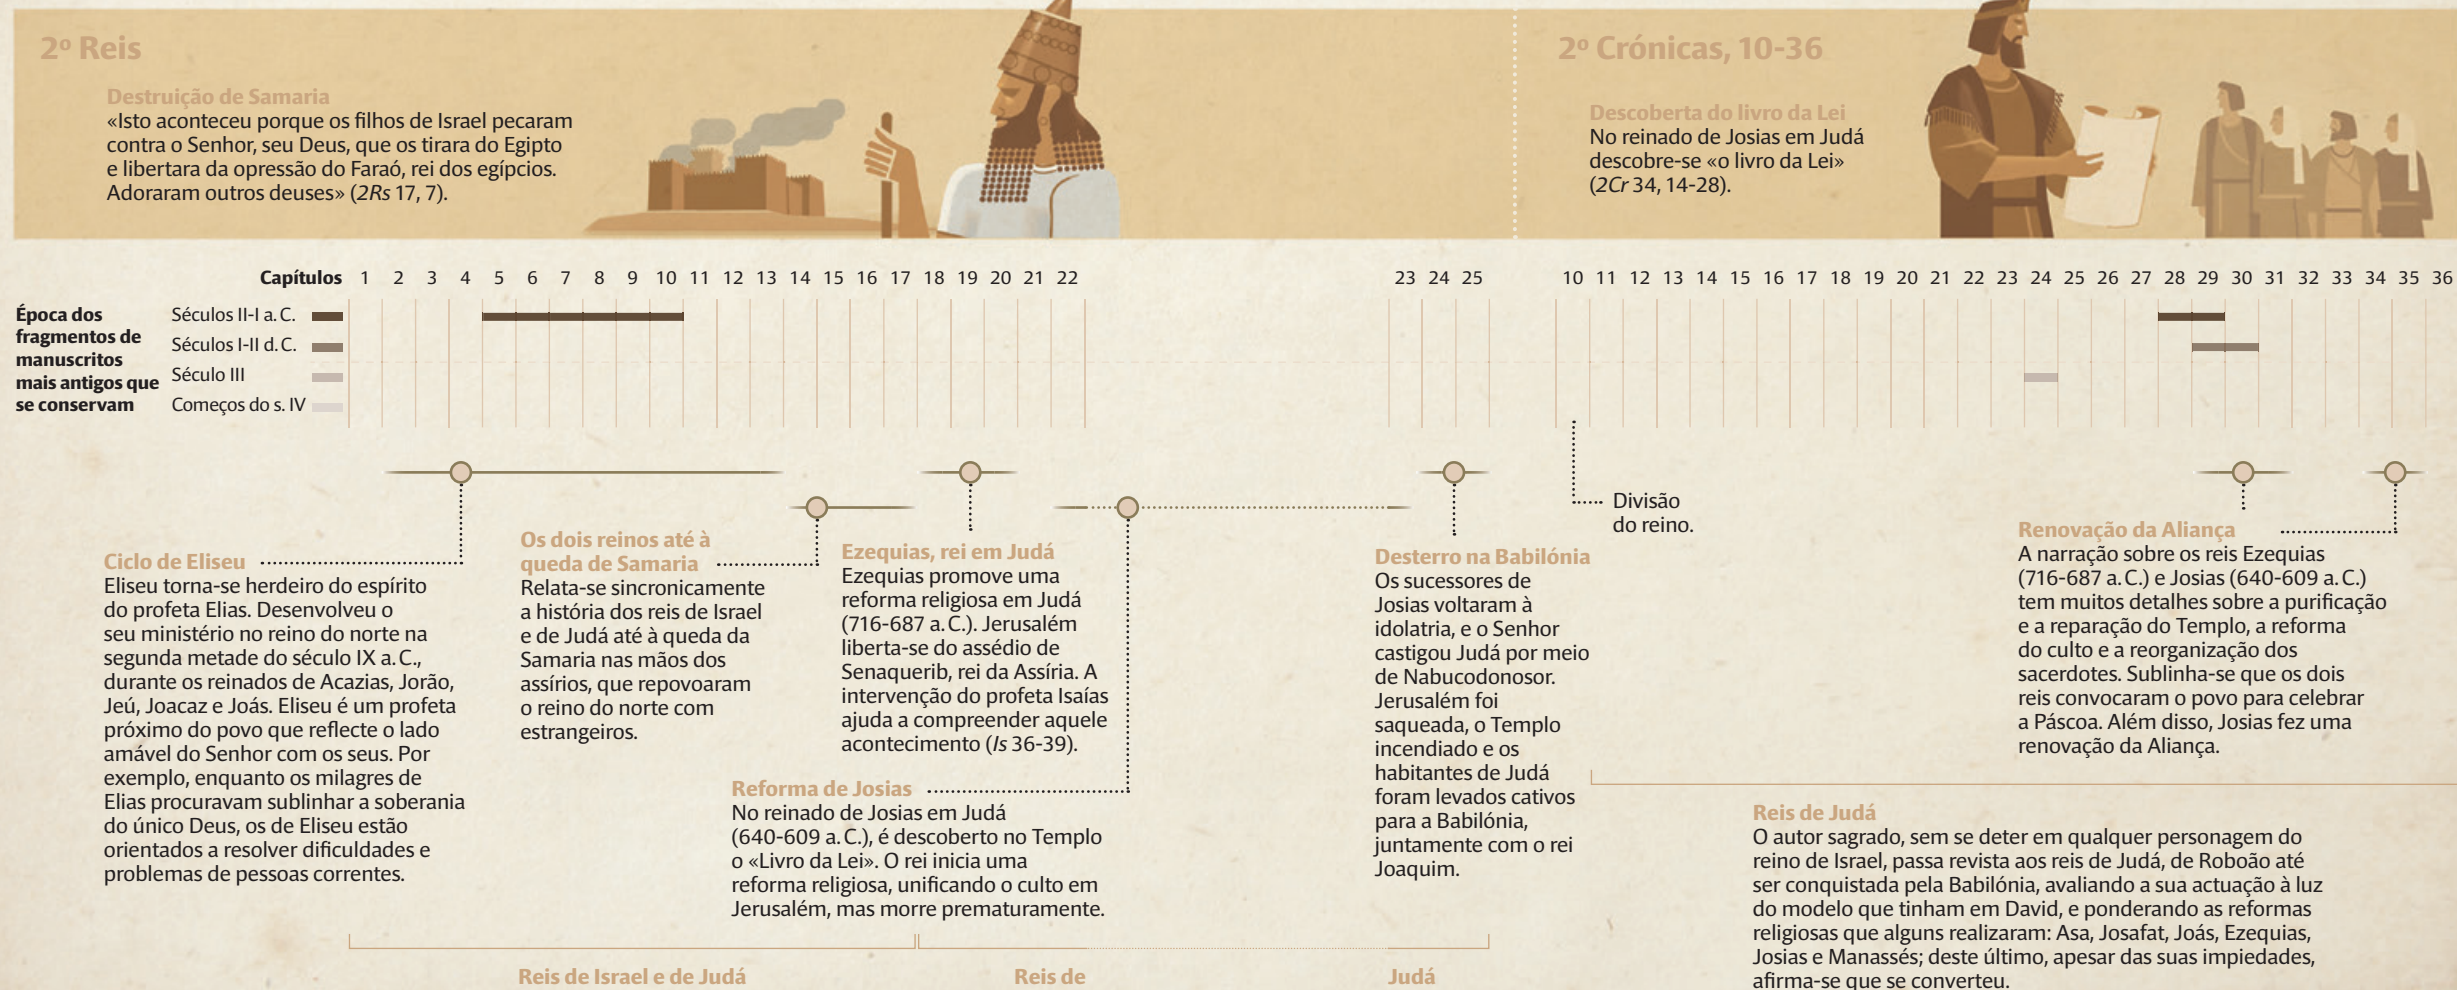 2º Reis
Destruição de Samaria
«Isto aconteceu porque os filhos de Israel pecaram
contra o Senhor, seu Deus, que os tirara do Egipto
e libertara da opressão do Faraó, rei dos egípcios.
Adoraram outros deuses» (2Rs 17, 7).
2º Crónicas, 10-36
Descoberta do livro da Lei
No reinado de Josias em Judá
descobre-se «o livro da Lei»
(2Cr 34, 14-28).
Capítulos 1 2 3 4 5 6 7 8 9 10 11 12 13 14 15 16 17 18 19 20 21 22 23 24 25 10 11 12 13 14 15 16 17 18 19 20 21 22 23 24 25 26 27 28 29 30 31 32 33 34 35 36
Época dos
fragmentos de
manuscritos
mais antigos que
se conservam
Séculos II-I a. C.
Séculos I-II d. C.
Século III
Começos do s. IV
Ciclo de Eliseu
Eliseu torna-se herdeiro do espírito
do profeta Elias. Desenvolveu o
seu ministério no reino do norte na
segunda metade do século IX a. C.,
durante os reinados de Acazias, Jorão,
Jeú, Joacaz e Joás. Eliseu é um profeta
próximo do povo que reflecte o lado
amável do Senhor com os seus. Por
exemplo, enquanto os milagres de
Elias procuravam sublinhar a soberania
do único Deus, os de Eliseu estão
orientados a resolver dificuldades e
problemas de pessoas correntes.
Os dois reinos até à
queda de Samaria
Relata-se sincronicamente
a história dos reis de Israel
e de Judá até à queda da
Samaria nas mãos dos
assírios, que repovoaram
o reino do norte com
estrangeiros.
Ezequias, rei em Judá
Ezequias promove uma
reforma religiosa em Judá
(716-687 a. C.). Jerusalém
liberta-se do assédio de
Senaquerib, rei da Assíria. A
intervenção do profeta Isaías
ajuda a compreender aquele
acontecimento (Is 36-39).
Reforma de Josias
No reinado de Josias em Judá
(640-609 a. C.), é descoberto no Templo
o «Livro da Lei». O rei inicia uma
reforma religiosa, unificando o culto em
Jerusalém, mas morre prematuramente.
Desterro na Babilónia
Os sucessores de
Josias voltaram à
idolatria, e o Senhor
castigou Judá por meio
de Nabucodonosor.
Jerusalém foi
saqueada, o Templo
incendiado e os
habitantes de Judá
foram levados cativos
para a Babilónia,
juntamente com o rei
Joaquim.
Divisão
do reino.
Renovação da Aliança
A narração sobre os reis Ezequias
(716-687 a. C.) e Josias (640-609 a. C.)
tem muitos detalhes sobre a purificação
e a reparação do Templo, a reforma
do culto e a reorganização dos
sacerdotes. Sublinha-se que os dois
reis convocaram o povo para celebrar
a Páscoa. Além disso, Josias fez uma
renovação da Aliança.
Reis de Judá
O autor sagrado, sem se deter em qualquer personagem do
reino de Israel, passa revista aos reis de Judá, de Roboão até
ser conquistada pela Babilónia, avaliando a sua actuação à luz
do modelo que tinham em David, e ponderando as reformas
religiosas que alguns realizaram: Asa, Josafat, Joás, Ezequias,
Josias e Manassés; deste último, apesar das suas impiedades,
afirma-se que se converteu.
Reis de Israel e de Judá
Reis de Judá